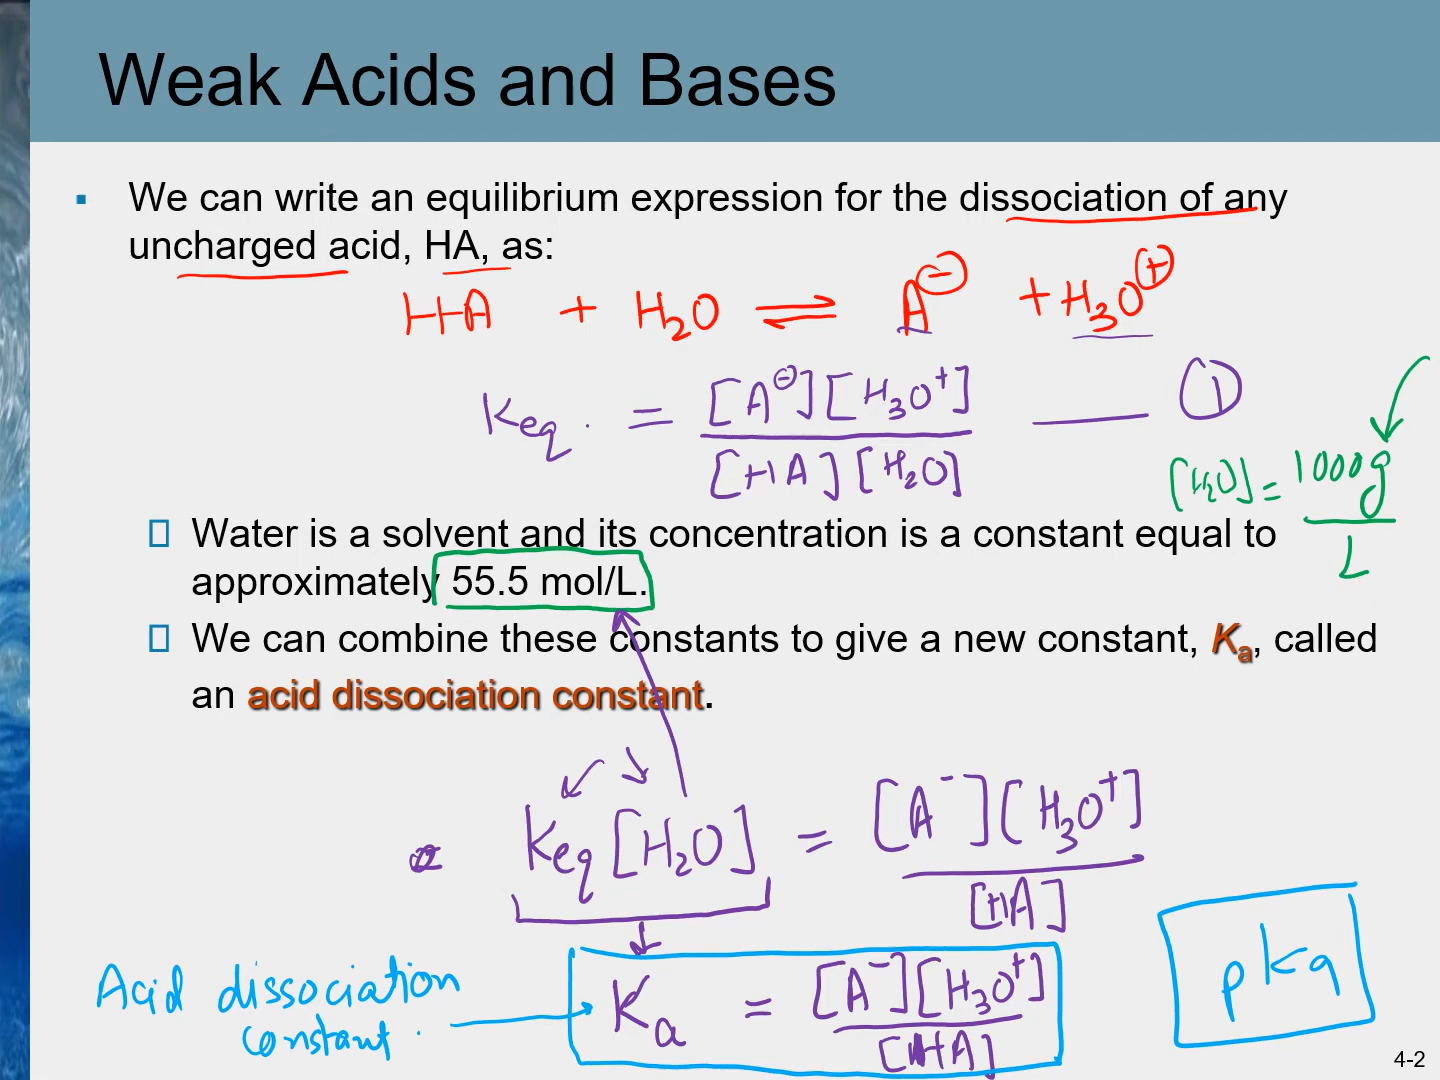 Weak Acids and Bases
▪ We can write an equilibrium expression for the dissociation of any
uncharged acid, HA, as:
HA + H₂O ⇌ A⊖ + H₃O⊕
Keq. = [A⊖][H₃O⁺] / [HA][H₂O] —— ①
[H₂O] = 1000g / L
Water is a solvent and its concentration is a constant equal to
approximately 55.5 mol/L.
We can combine these constants to give a new constant, Kₐ, called
an acid dissociation constant.
Keq [H₂O] = [A⁻][H₃O⁺] / [HA]
Acid dissociation
constant.
Kₐ = [A⁻][H₃O⁺] / [HA]
pKa
4-2